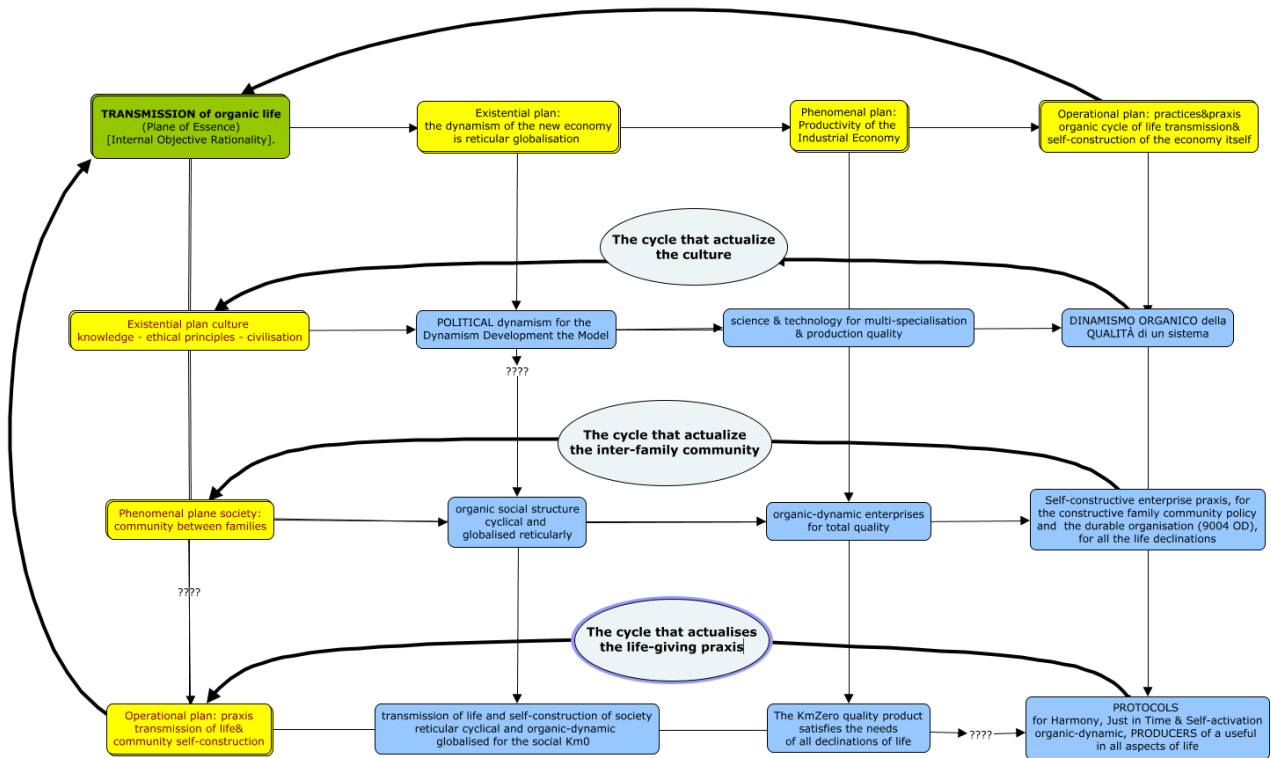 TRANSMISSION of organic life
(Plane of Essence)
[Internal Objective Rationality].
Existential plan:
the dynamism of the new economy
is reticular globalisation
Phenomenal plan:
Productivity of the
Industrial Economy
Operational plan: practices&praxis
organic cycle of life transmission&
self-construction of the economy itself
The cycle that actualize
the culture
Existential plan culture
knowledge - ethical principles - civilisation
POLITICAL dynamism for the
Dynamism Development the Model
science & technology for multi-specialisation
& production quality
DINAMISMO ORGANICO della
QUALITÀ di un sistema
????
The cycle that actualize
the inter-family community
Phenomenal plane society:
community between families
organic social structure
cyclical and
globalised reticularly
organic-dynamic enterprises
for total quality
Self-constructive enterprise praxis, for
the constructive family community policy
and the durable organisation (9004 OD),
for all the life declinations
????
The cycle that actualises
the life-giving praxis
Operational plan: praxis
transmission of life&
community self-construction
transmission of life and self-construction of society
reticular cyclical and organic-dynamic
globalised for the social Km0
The KmZero quality product
satisfies the needs
of all declinations of life
????
PROTOCOLS
for Harmony, Just in Time & Self-activation
organic-dynamic, PRODUCERS of a useful
in all aspects of life